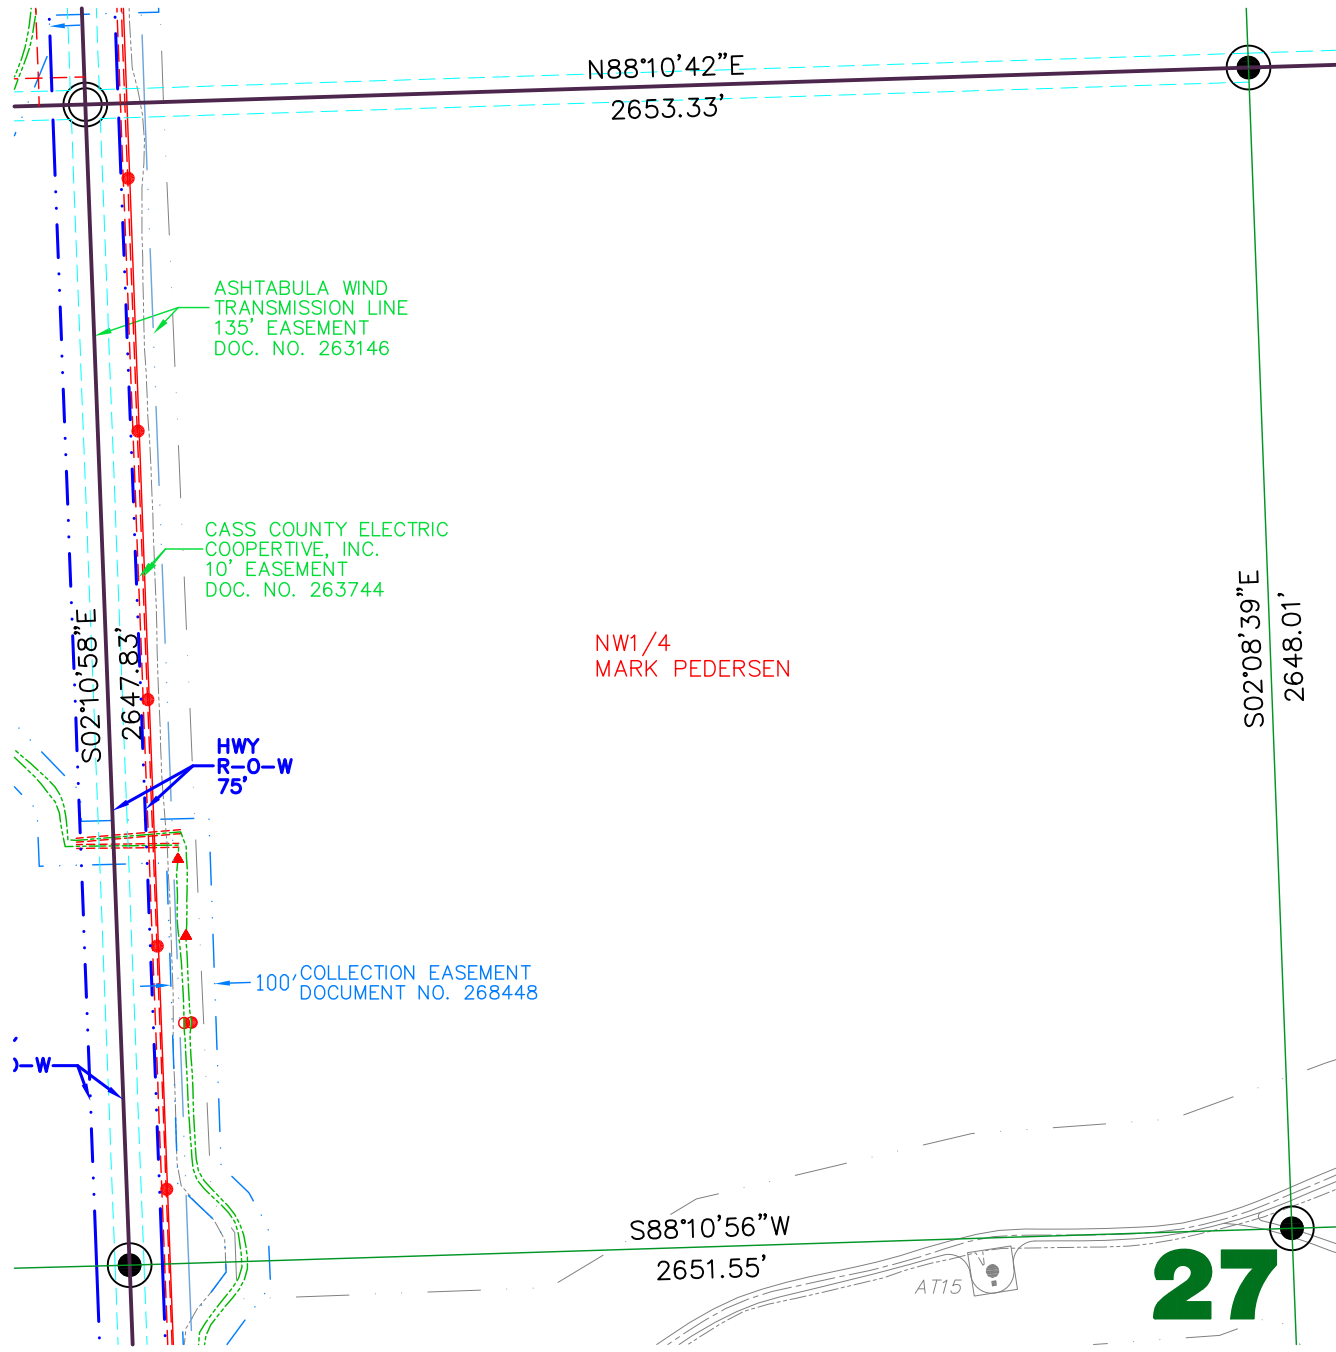 N88°10'42"E
2653.33'
ASHTABULA WIND
TRANSMISSION LINE
135' EASEMENT
DOC. NO. 263146
CASS COUNTY ELECTRIC
COOPERTIVE, INC.
10' EASEMENT
DOC. NO. 263744
S02°10'58"E
2647.83'
NW1/4
MARK PEDERSEN
S02°08'39"E
2648.01'
HWY
R-O-W
75'
100' COLLECTION EASEMENT
DOCUMENT NO. 268448
-W
S88°10'56"W
2651.55'
AT15
27